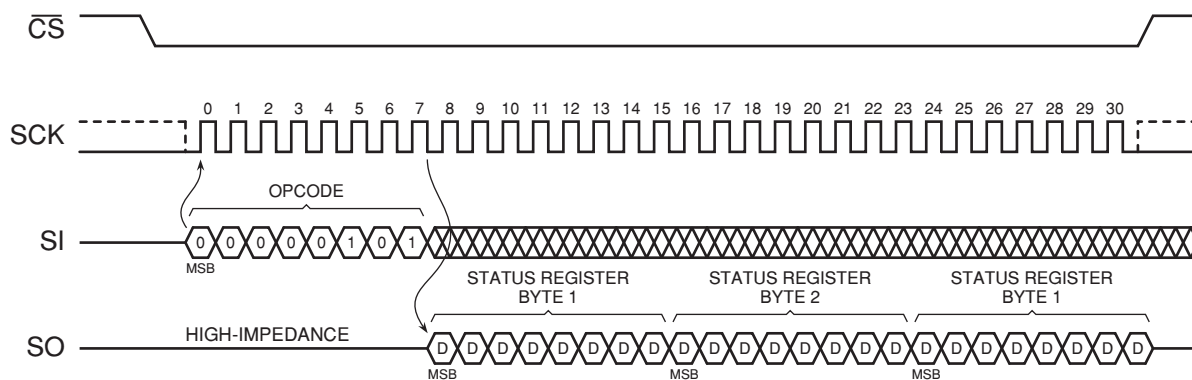 CS
0 1 2 3 4 5 6 7 8 9 10 11 12 13 14 15 16 17 18 19 20 21 22 23 24 25 26 27 28 29 30
SCK
OPCODE
SI
0 0 0 0 0 1 0 1
MSB
STATUS REGISTER
BYTE 1
STATUS REGISTER
BYTE 2
STATUS REGISTER
BYTE 1
HIGH-IMPEDANCE
SO
D D D D D D D D D D D D D D D D D D D D D D D D
MSB MSB MSB